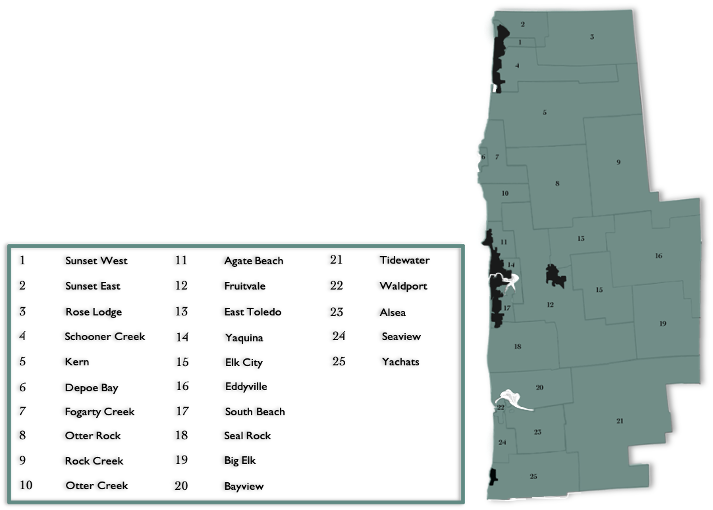 1 Sunset West 11 Agate Beach 21 Tidewater
2 Sunset East 12 Fruitvale 22 Waldport
3 Rose Lodge 13 East Toledo 23 Alsea
4 Schooner Creek 14 Yaquina 24 Seaview
5 Kern 15 Elk City 25 Yachats
6 Depoe Bay 16 Eddyville
7 Fogarty Creek 17 South Beach
8 Otter Rock 18 Seal Rock
9 Rock Creek 19 Big Elk
10 Otter Creek 20 Bayview
2
3
1
4
5
6 7
9
8
10
11
13
16
14
15
12
17
19
18
20
22
21
23
24
25